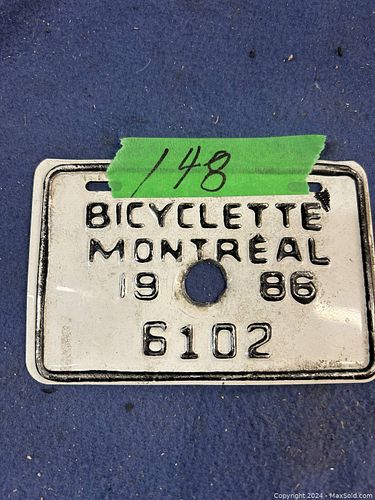 148
BICYCLETTE
MONTRÉAL
19 86
6102
Copyright © 2024 - MaxSold.com